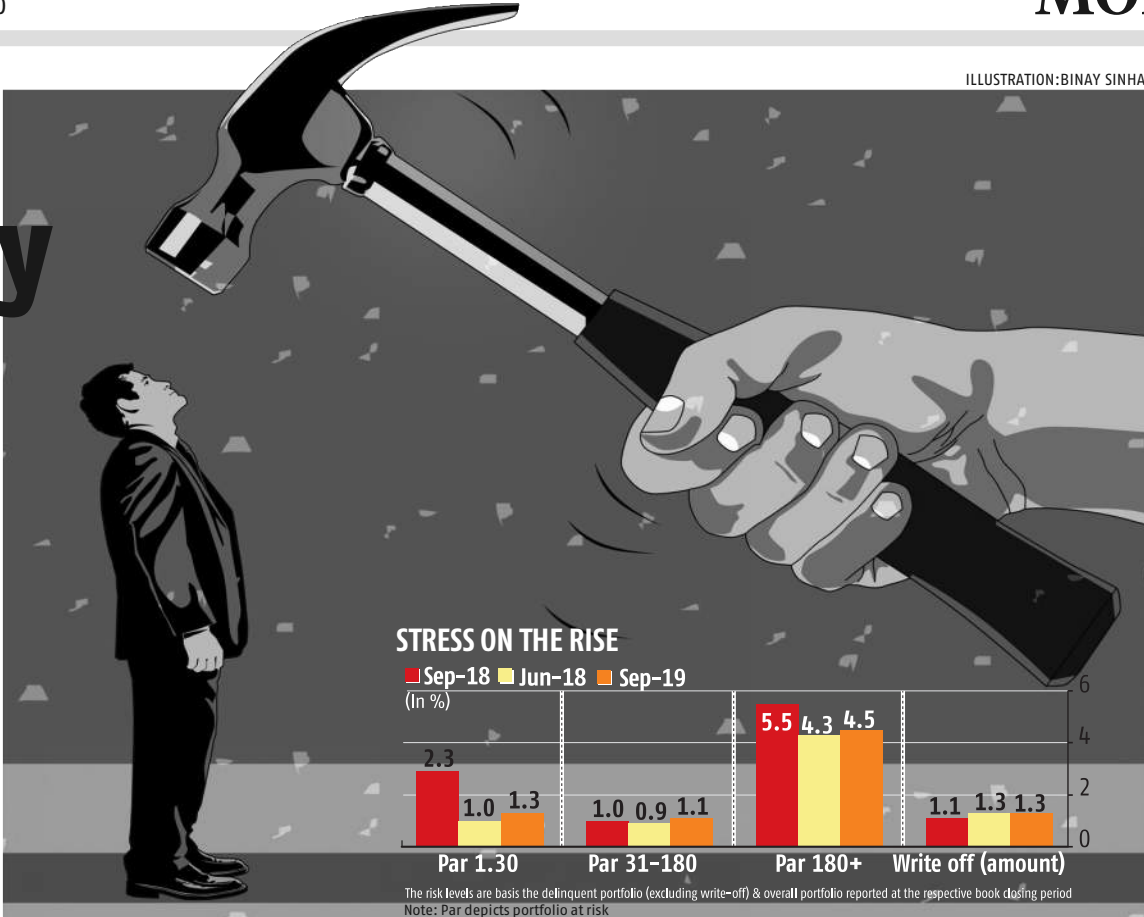 ILLUSTRATION:BINAY SINHA
y
STRESS ON THE RISE
Sep-18 Jun-18 Sep-19
(In %)
6
4
2
0
2.3 1.0 1.3
1.0 0.9 1.1
5.5 4.3 4.5
1.1 1.3 1.3
Par 1.30 Par 31-180 Par 180+ Write off (amount)
The risk levels are basis the delinquent portfolio (excluding write-off) & overall portfolio reported at the respective book closing period
Note: Par depicts portfolio at risk